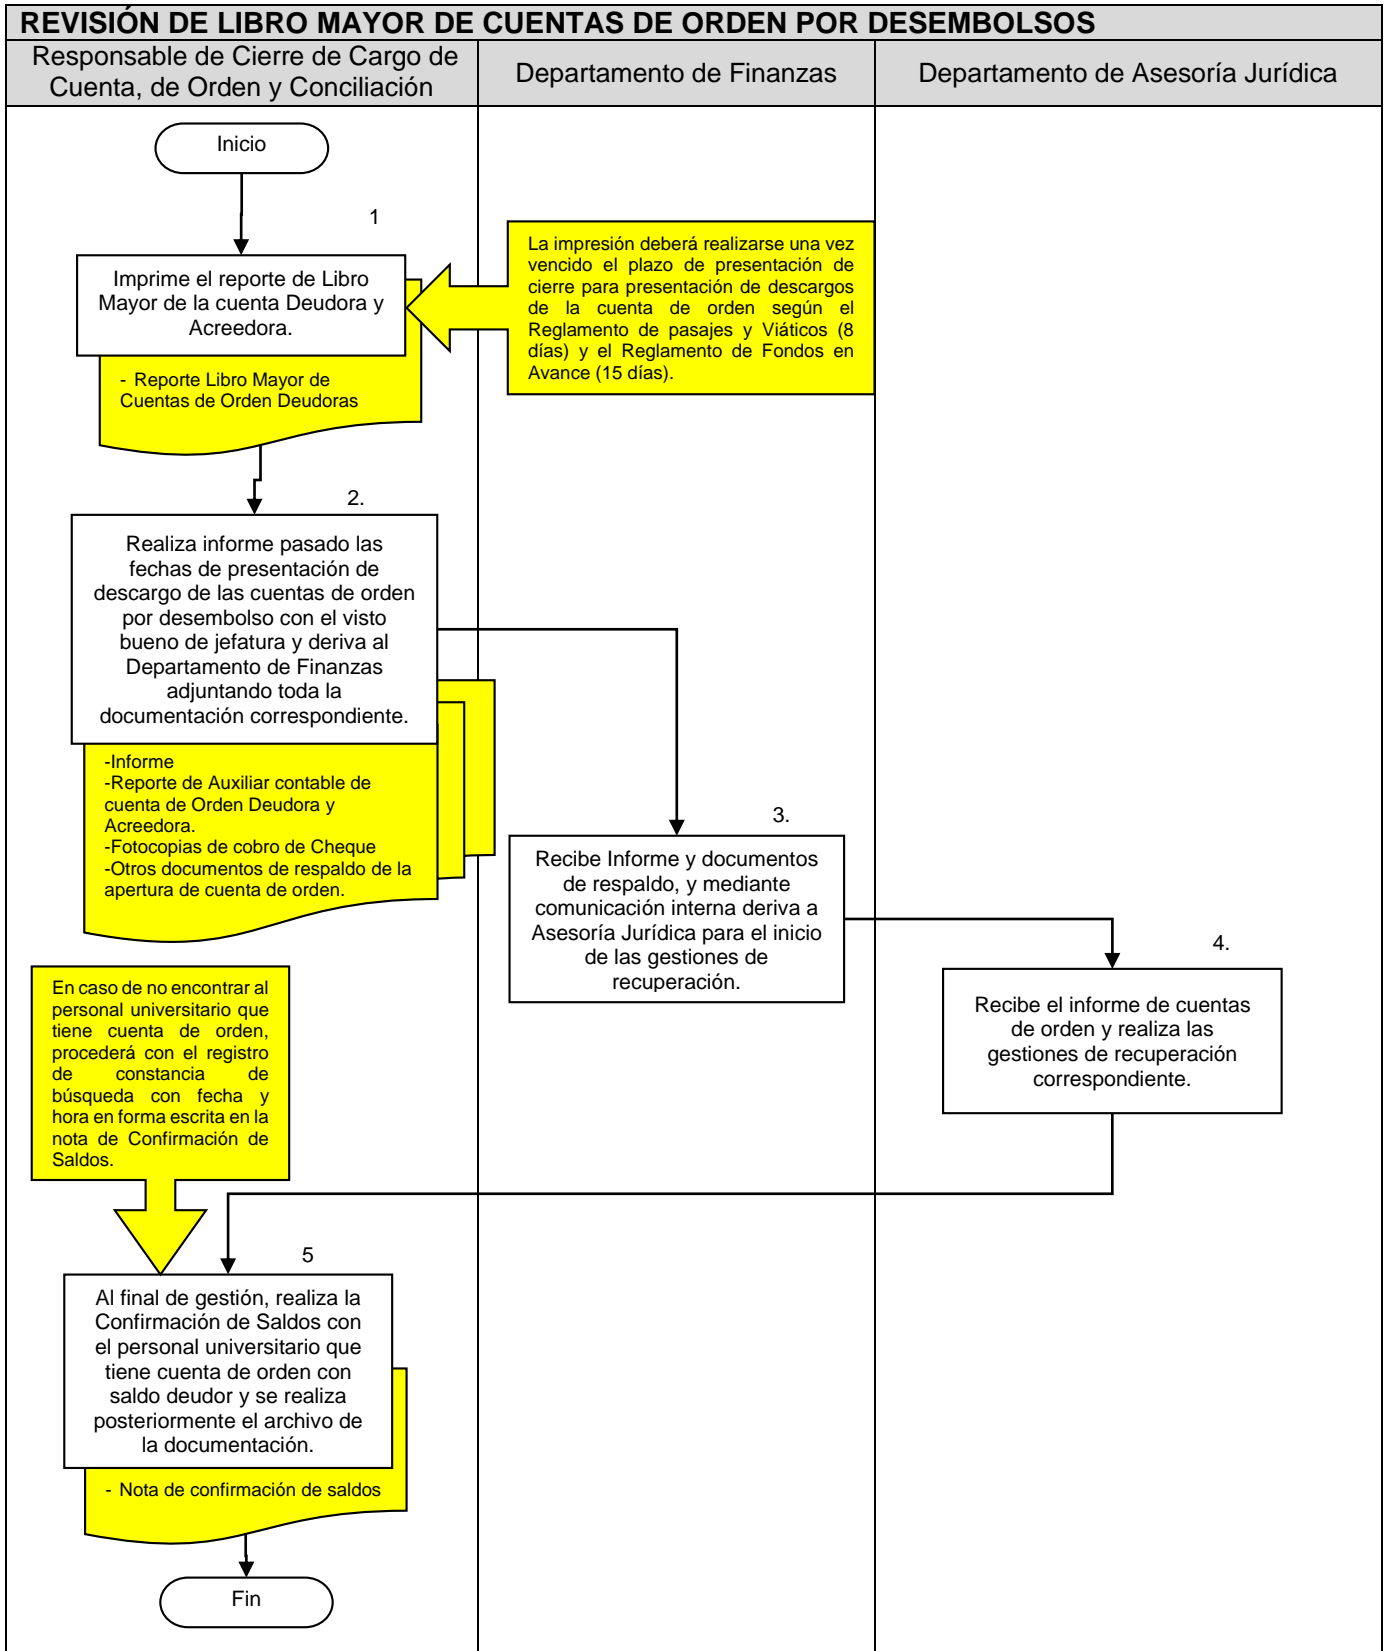 REVISIÓN DE LIBRO MAYOR DE CUENTAS DE ORDEN POR DESEMBOLSOS
Responsable de Cierre de Cargo de
Cuenta, de Orden y Conciliación
Departamento de Finanzas
Departamento de Asesoría Jurídica
Inicio
1
Imprime el reporte de Libro
Mayor de la cuenta Deudora y
Acreedora.
- Reporte Libro Mayor de
Cuentas de Orden Deudoras
La impresión deberá realizarse una vez
vencido el plazo de presentación de
cierre para presentación de descargos
de la cuenta de orden según el
Reglamento de pasajes y Viáticos (8
días) y el Reglamento de Fondos en
Avance (15 días).
2.
Realiza informe pasado las
fechas de presentación de
descargo de las cuentas de orden
por desembolso con el visto
bueno de jefatura y deriva al
Departamento de Finanzas
adjuntando toda la
documentación correspondiente.
-Informe
-Reporte de Auxiliar contable de
cuenta de Orden Deudora y
Acreedora.
-Fotocopias de cobro de Cheque
-Otros documentos de respaldo de la
apertura de cuenta de orden.
3.
Recibe Informe y documentos
de respaldo, y mediante
comunicación interna deriva a
Asesoría Jurídica para el inicio
de las gestiones de
recuperación.
4.
Recibe el informe de cuentas
de orden y realiza las
gestiones de recuperación
correspondiente.
En caso de no encontrar al
personal universitario que
tiene cuenta de orden,
procederá con el registro
de constancia de
búsqueda con fecha y
hora en forma escrita en la
nota de Confirmación de
Saldos.
5
Al final de gestión, realiza la
Confirmación de Saldos con
el personal universitario que
tiene cuenta de orden con
saldo deudor y se realiza
posteriormente el archivo de
la documentación.
- Nota de confirmación de saldos
Fin